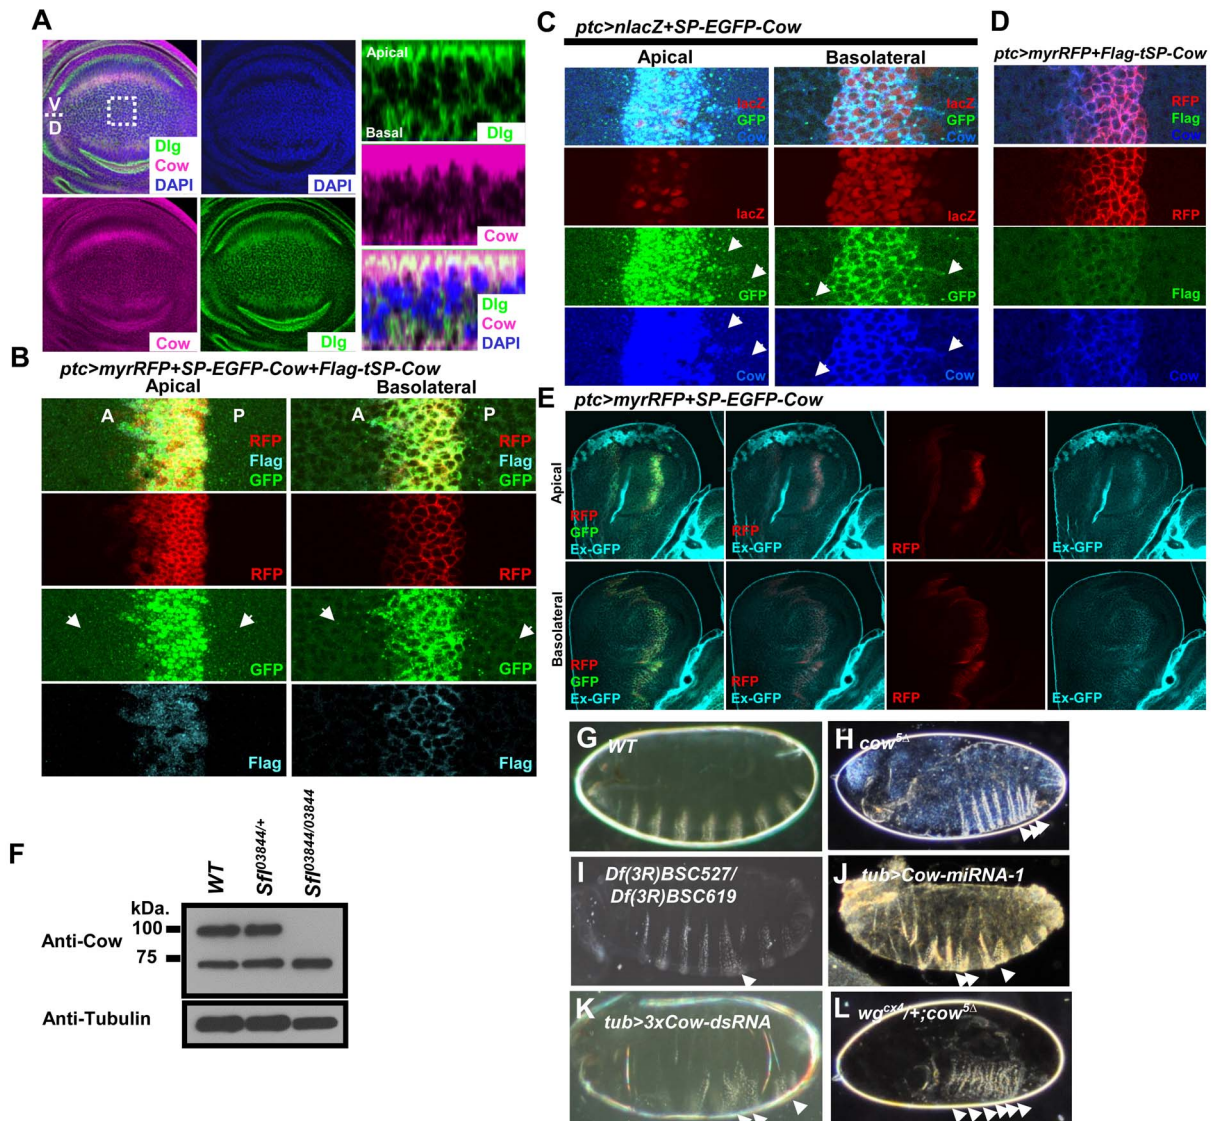 A
V
D
Dlg
Cow
DAPI
DAPI
Cow
Dlg
Apical
Basal
Dlg
Cow
Dlg
Cow
DAPI
B
ptc>myrRFP+SP-EGFP-Cow+Flag-tSP-Cow
Apical Basolateral
A P
RFP
Flag
GFP
A P
RFP
Flag
GFP
RFP RFP
GFP GFP
Flag Flag
C
ptc>nlacZ+SP-EGFP-Cow
Apical Basolateral
lacZ
GFP
Cow
lacZ
GFP
Cow
lacZ lacZ
GFP GFP
Cow Cow
D
ptc>myrRFP+Flag-tSP-Cow
RFP
Flag
Cow
RFP
Flag
Cow
E
ptc>myrRFP+SP-EGFP-Cow
Apical
RFP
GFP
Ex-GFP
RFP
Ex-GFP
RFP
Ex-GFP
Basolateral
RFP
GFP
Ex-GFP
RFP
Ex-GFP
RFP
Ex-GFP
F
WT
Sfl03844/+
Sfl03844/03844
kDa.
100
75
Anti-Cow
Anti-Tubulin
G WT
H cow5Δ
I Df(3R)BSC527/
Df(3R)BSC619
J tub>Cow-miRNA-1
K tub>3xCow-dsRNA
L wgcx4/+;cow5Δ